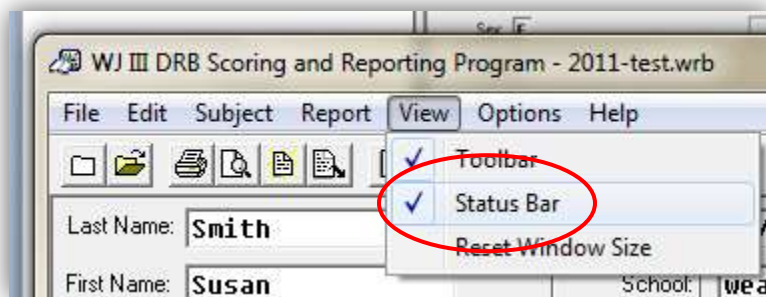 Sex: F
WJ III DRB Scoring and Reporting Program - 2011-test.wrb
File Edit Subject Report View Options Help
Toolbar
Status Bar
Reset Window Size
Last Name: Smith
First Name: Susan
School: